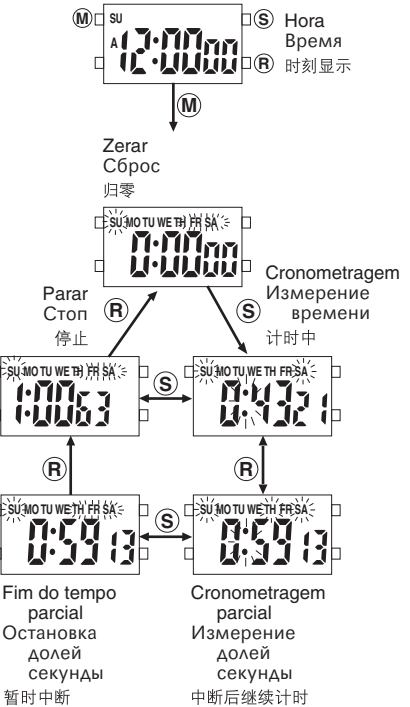 M SU S
A 12:00 00 R
Hora
Время
时刻显示
M
Zerar
Сброс
归零
SU MO TU WE TH FR SA
0:00 00
Parar
Стоп
停止
R
S
Cronometragem
Измерение
времени
计时中
SU MO TU WE TH FR SA
1:00 63
S
SU MO TU WE TH FR SA
0:43 21
R
R
SU MO TU WE TH FR SA
0:59 13
S
SU MO TU WE TH FR SA
0:59 13
Fim do tempo
parcial
Остановка
долей
секунды
暂时中断
Cronometragem
parcial
Измерение
долей
секунды
中断后继续计时